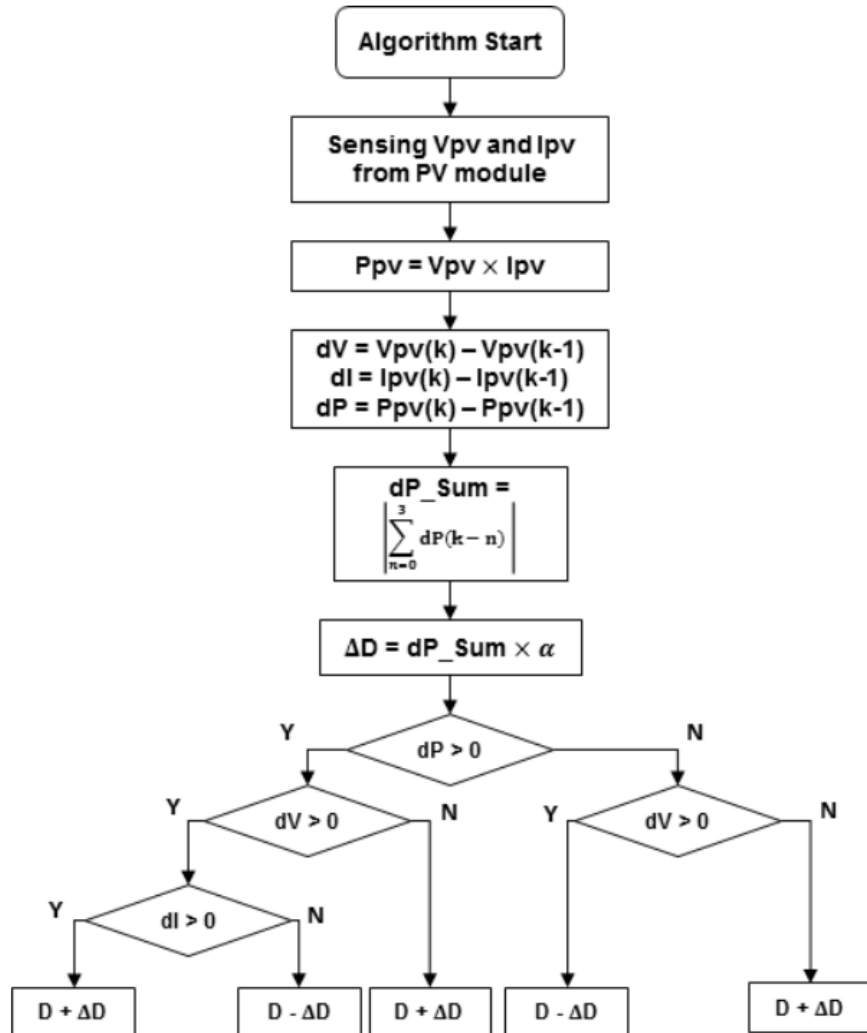 Algorithm Start
Sensing Vpv and Ipv
from PV module
Ppv = Vpv × Ipv
dV = Vpv(k) – Vpv(k-1)
dI = Ipv(k) – Ipv(k-1)
dP = Ppv(k) – Ppv(k-1)
dP_Sum =
|∑ₙ₌₀³ dP(k − n)|
ΔD = dP_Sum × α
Y
dP > 0
N
Y
dV > 0
N
Y
dV > 0
N
Y
dI > 0
N
D + ΔD
D - ΔD
D + ΔD
D - ΔD
D + ΔD